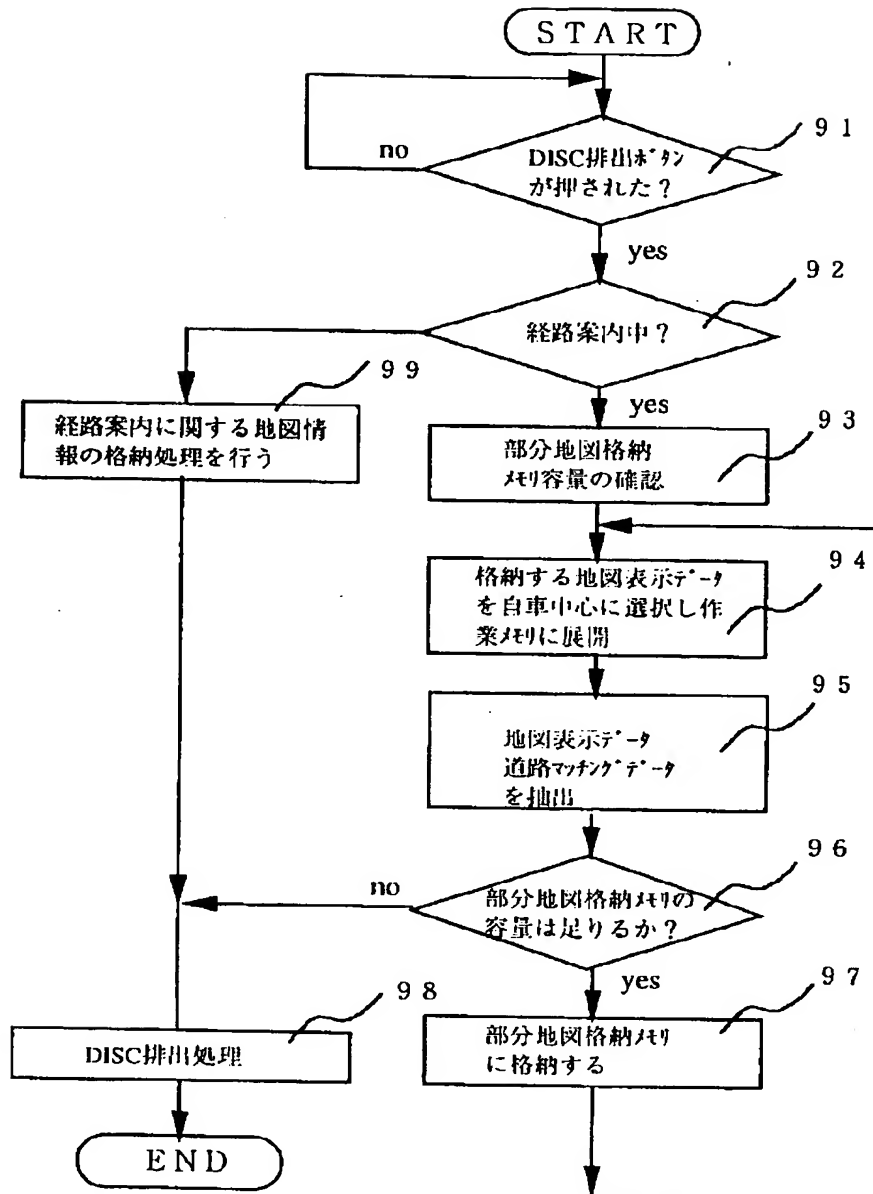 START
91
no
DISC排出ボタン
が押された？
yes
92
経路案内中？
99
yes
93
経路案内に関する地図情
報の格納処理を行う
部分地図格納
メモリ容量の確認
94
格納する地図表示データ
を自車中心に選択し作
業メモリに展開
95
地図表示データ
道路マッチングデータ
を抽出
96
no
部分地図格納メモリの
容量は足りるか？
yes
97
98
部分地図格納メモリ
に格納する
DISC排出処理
END